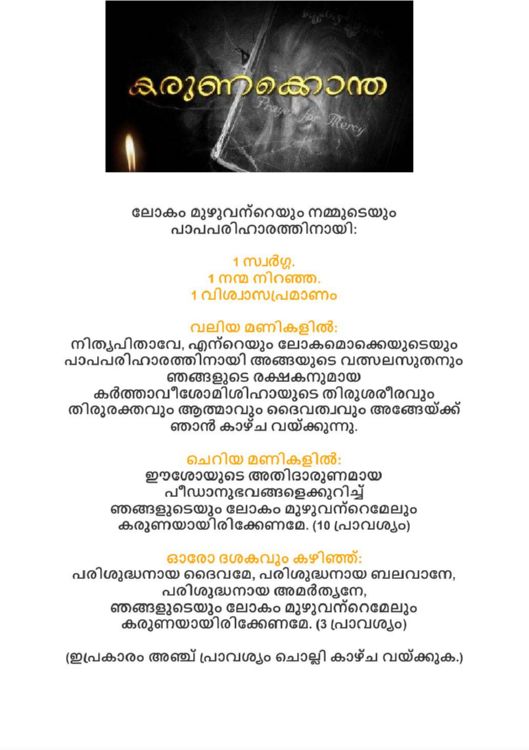 കരുണക്കൊന്ത
Prayer for Mercy
ലോകം മുഴുവന്റെയും നമ്മുടെയും
പാപപരിഹാരത്തിനായി:
1 സ്വർഗ്ഗ.
1 നന്മ നിറഞ്ഞ.
1 വിശ്വാസപ്രമാണം
വലിയ മണികളിൽ:
നിത്യപിതാവേ, എന്റെയും ലോകമൊക്കെയുടെയും
പാപപരിഹാരത്തിനായി അങ്ങയുടെ വത്സലസുതനും
ഞങ്ങളുടെ രക്ഷകനുമായ
കർത്താവീശോമിശിഹായുടെ തിരുശരീരവും
തിരുരക്തവും ആത്മാവും ദൈവത്വവും അങ്ങേയ്ക്ക്
ഞാൻ കാഴ്ച വയ്ക്കുന്നു.
ചെറിയ മണികളിൽ:
ഈശോയുടെ അതിദാരുണമായ
പീഡാനുഭവങ്ങളെക്കുറിച്ച്
ഞങ്ങളുടെയും ലോകം മുഴുവന്റെമേലും
കരുണയായിരിക്കേണമേ. (10 പ്രാവശ്യം)
ഓരോ ദശകവും കഴിഞ്ഞ്:
പരിശുദ്ധനായ ദൈവമേ, പരിശുദ്ധനായ ബലവാനേ,
പരിശുദ്ധനായ അമർത്യനേ,
ഞങ്ങളുടെയും ലോകം മുഴുവന്റെമേലും
കരുണയായിരിക്കേണമേ. (3 പ്രാവശ്യം)
(ഇപ്രകാരം അഞ്ച് പ്രാവശ്യം ചൊല്ലി കാഴ്ച വയ്ക്കുക.)